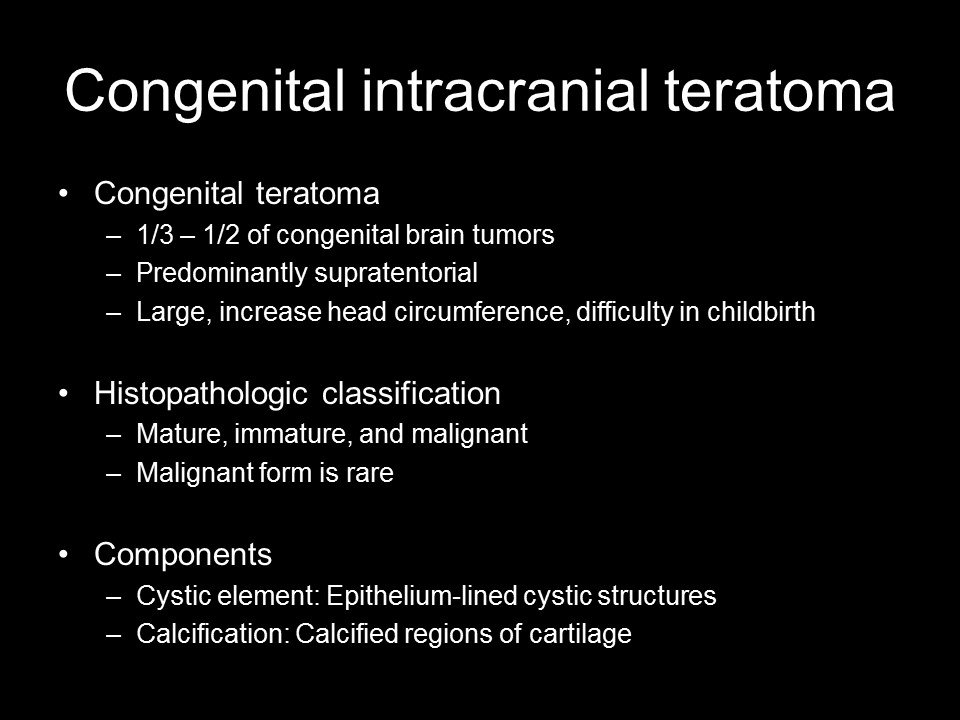 Congenital intracranial teratoma
• Congenital teratoma
– 1/3 – 1/2 of congenital brain tumors
– Predominantly supratentorial
– Large, increase head circumference, difficulty in childbirth
• Histopathologic classification
– Mature, immature, and malignant
– Malignant form is rare
• Components
– Cystic element: Epithelium-lined cystic structures
– Calcification: Calcified regions of cartilage